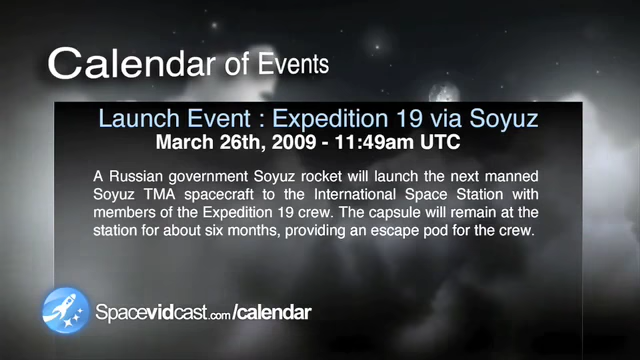 Calendar of Events
Launch Event : Expedition 19 via Soyuz
March 26th, 2009 - 11:49am UTC
A Russian government Soyuz rocket will launch the next manned
Soyuz TMA spacecraft to the International Space Station with
members of the Expedition 19 crew. The capsule will remain at the
station for about six months, providing an escape pod for the crew.
Spacevidcast.com/calendar